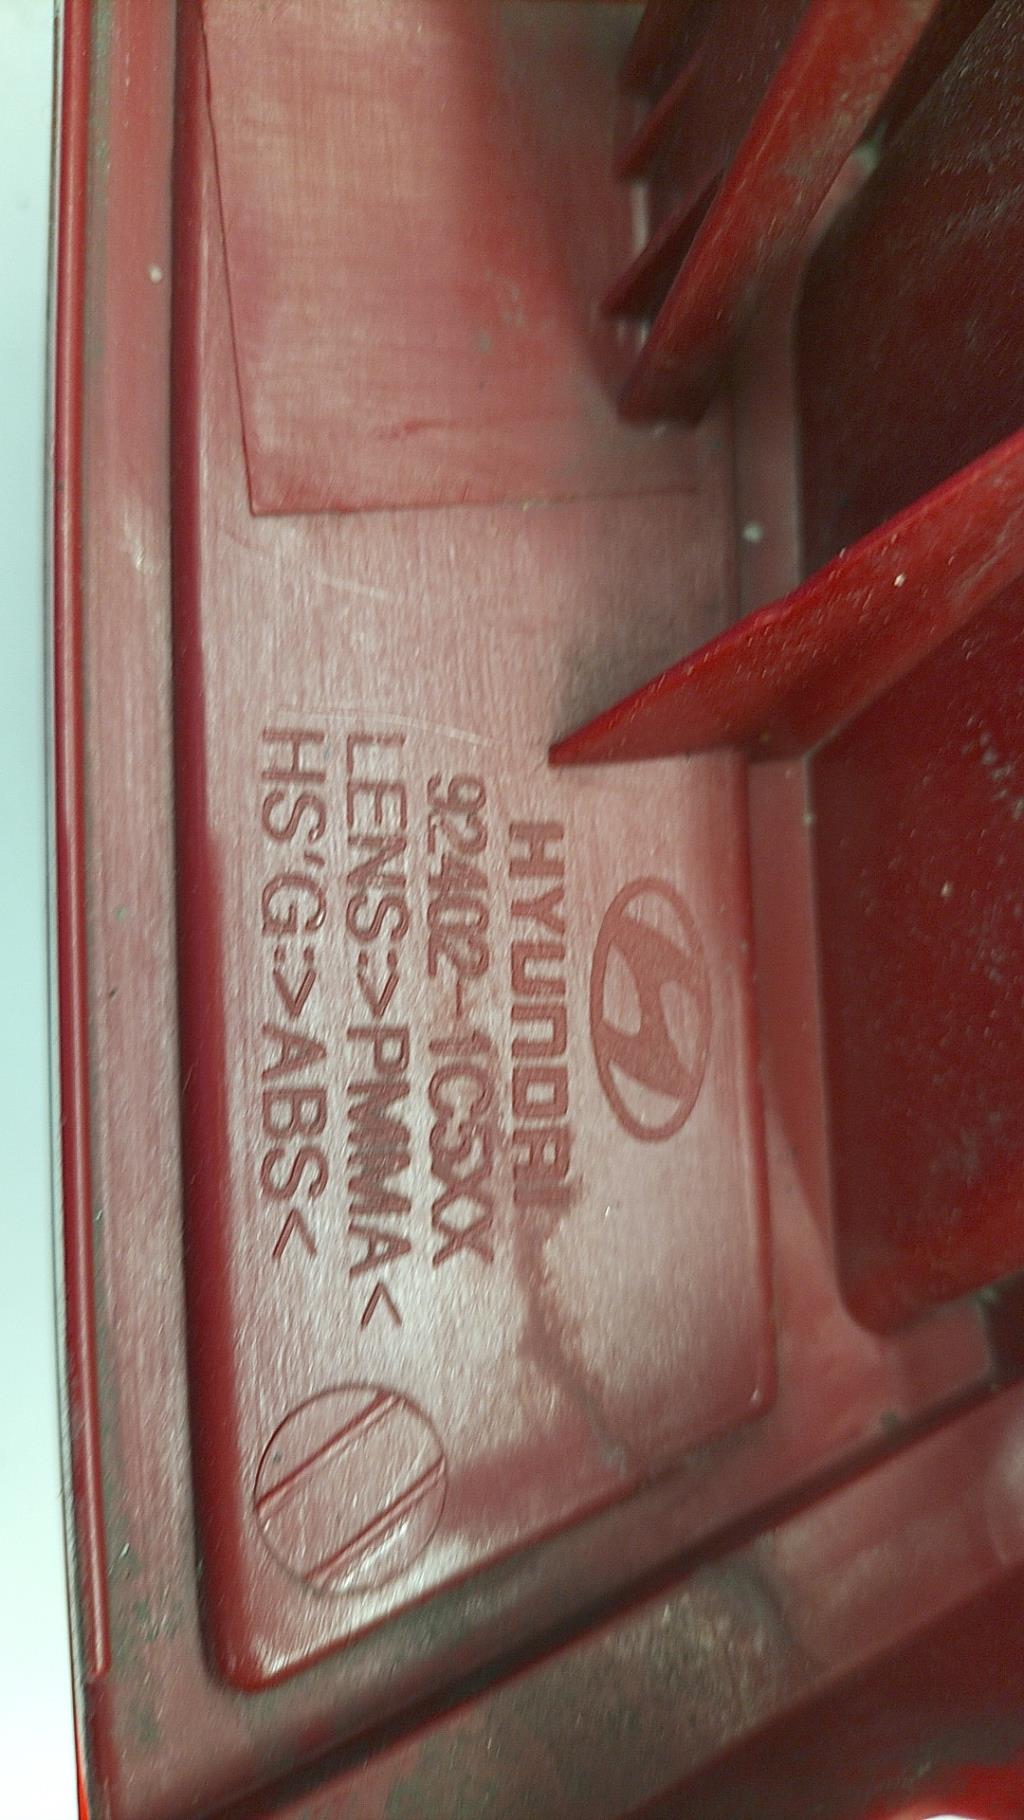 HYUNDAI
92402-1C5XX
LENS:>PMMA<
HS'G:>ABS<